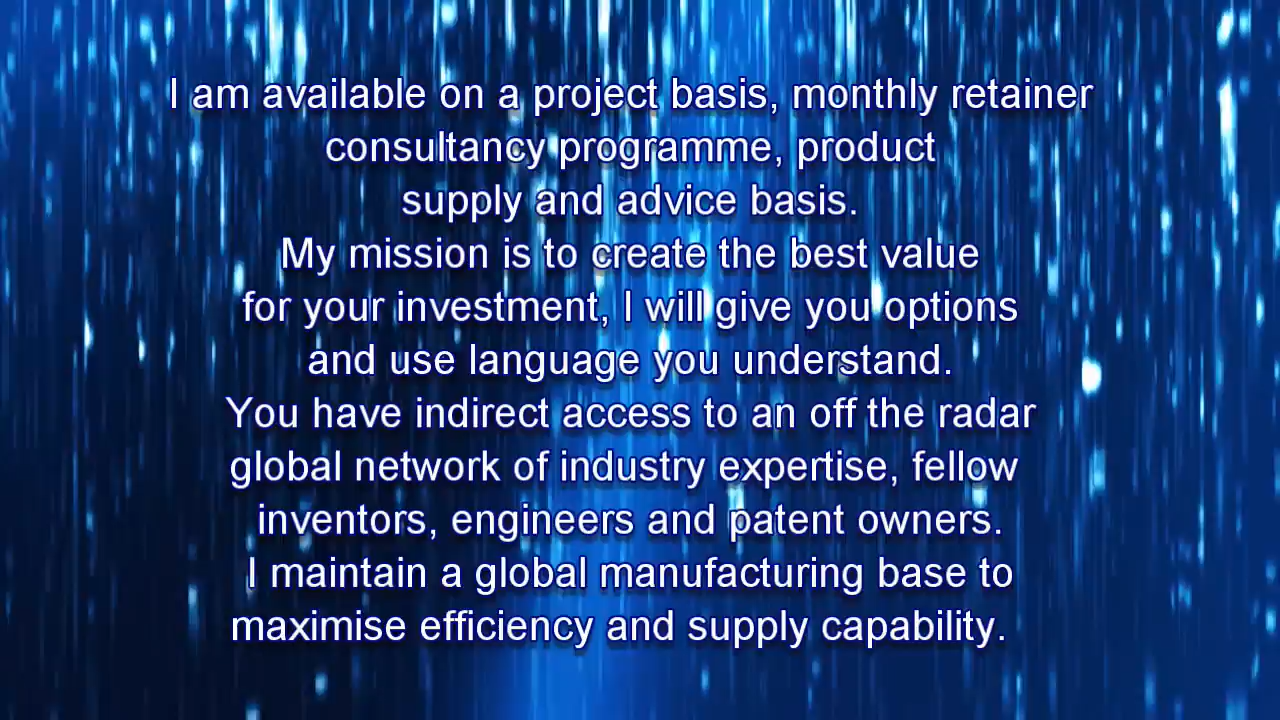 I am available on a project basis, monthly retainer
consultancy programme, product
supply and advice basis.
My mission is to create the best value
for your investment, I will give you options
and use language you understand.
You have indirect access to an off the radar
global network of industry expertise, fellow
inventors, engineers and patent owners.
I maintain a global manufacturing base to
maximise efficiency and supply capability.